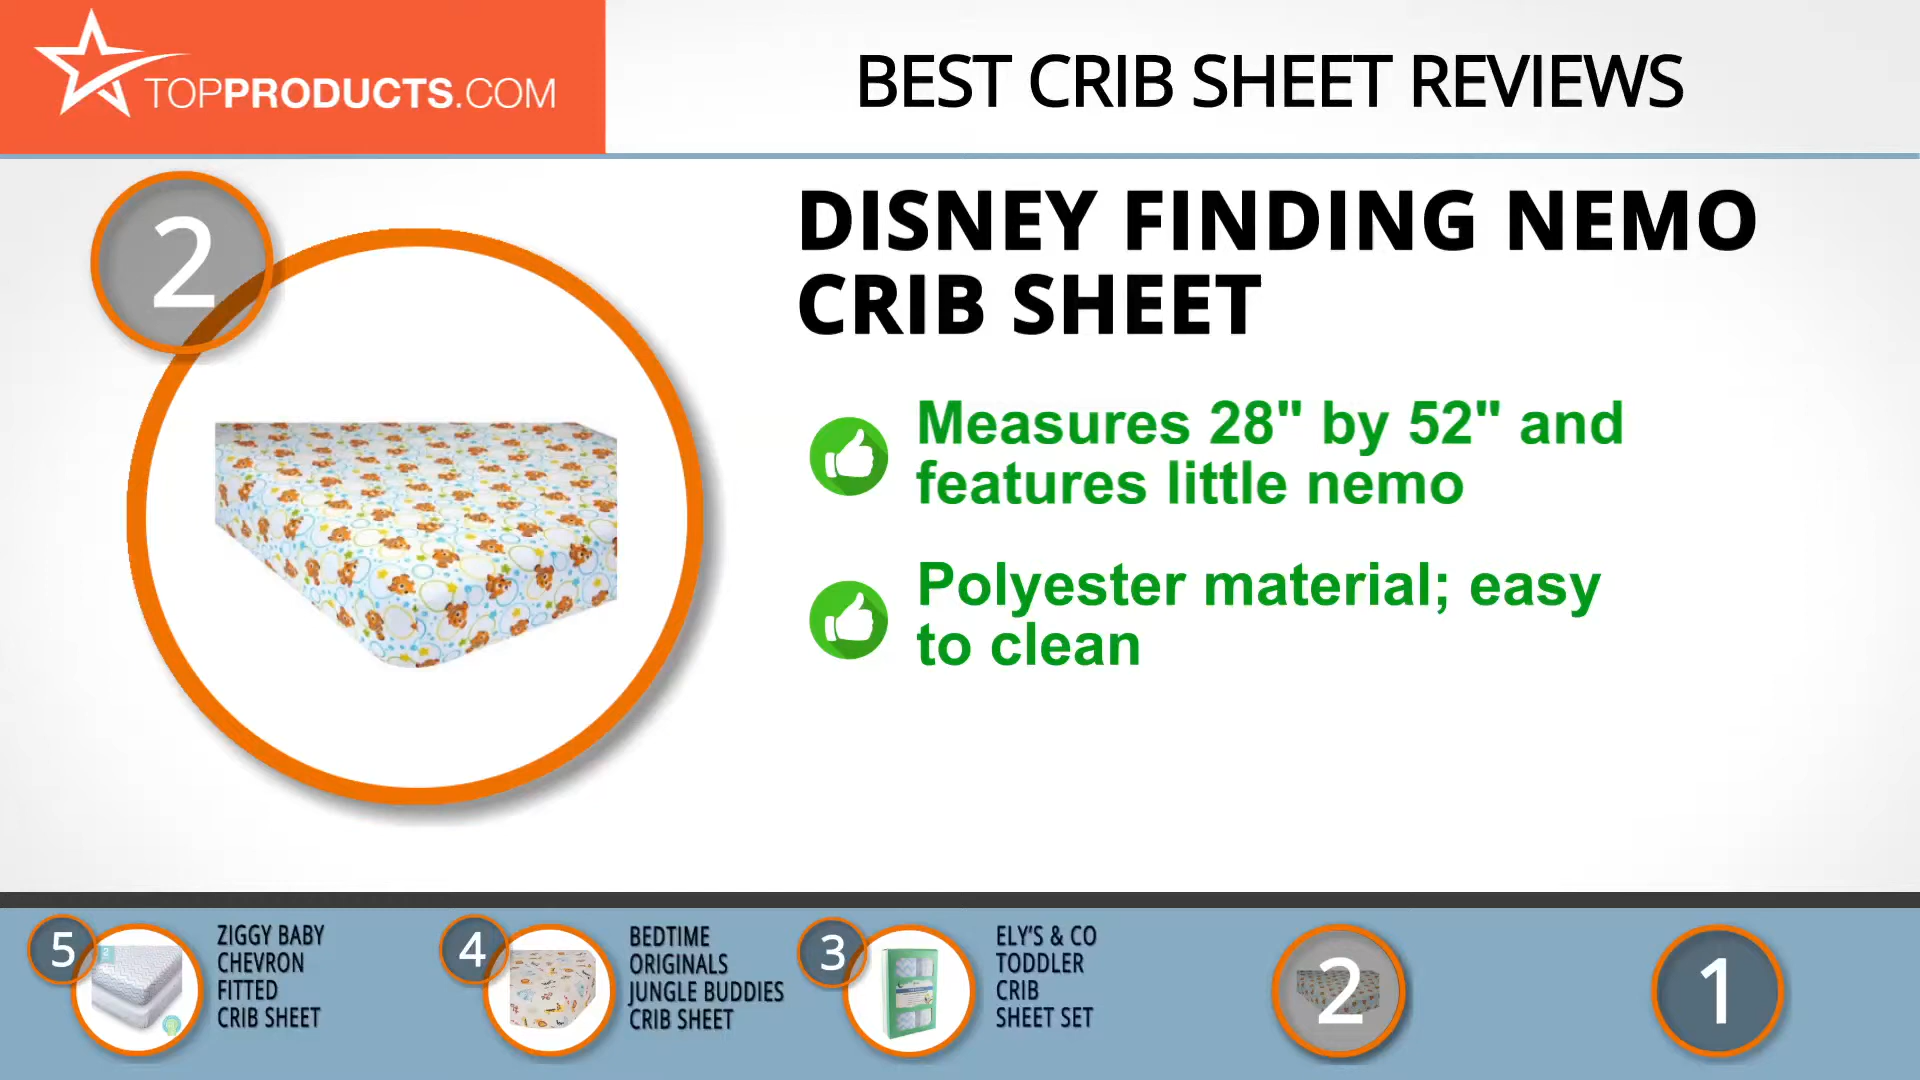 TOPPRODUCTS.COM
BEST CRIB SHEET REVIEWS
2
DISNEY FINDING NEMO
CRIB SHEET
Measures 28" by 52" and
features little nemo
Polyester material; easy
to clean
5
ZIGGY BABY
CHEVRON
FITTED
CRIB SHEET
4
BEDTIME
ORIGINALS
JUNGLE BUDDIES
CRIB SHEET
3
ELY'S & CO
TODDLER
CRIB
SHEET SET
2
1